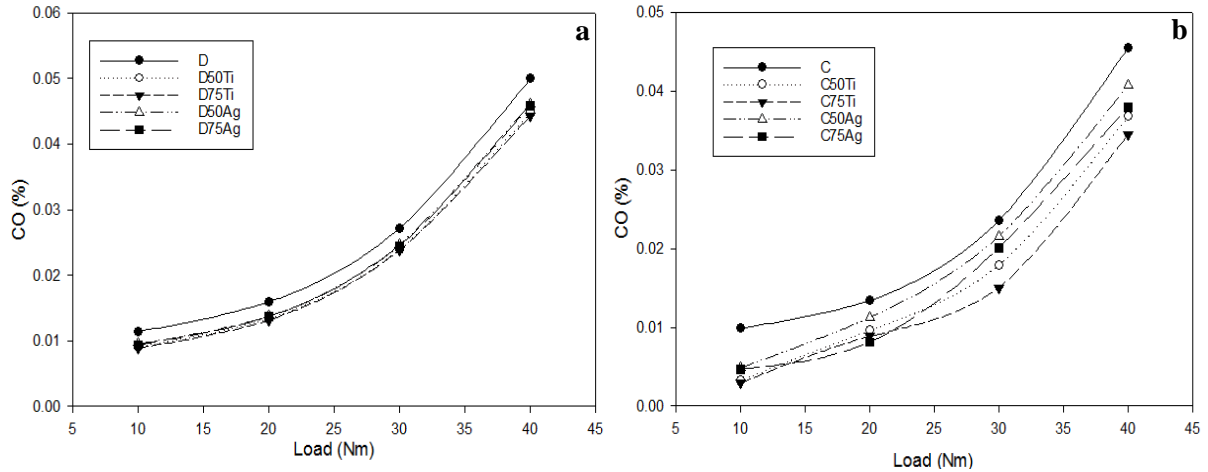 a
D
D50Ti
D75Ti
D50Ag
D75Ag
CO (%)
0.06
0.05
0.04
0.03
0.02
0.01
0.00
5 10 15 20 25 30 35 40 45
Load (Nm)
b
C
C50Ti
C75Ti
C50Ag
C75Ag
CO (%)
0.05
0.04
0.03
0.02
0.01
0.00
5 10 15 20 25 30 35 40 45
Load (Nm)